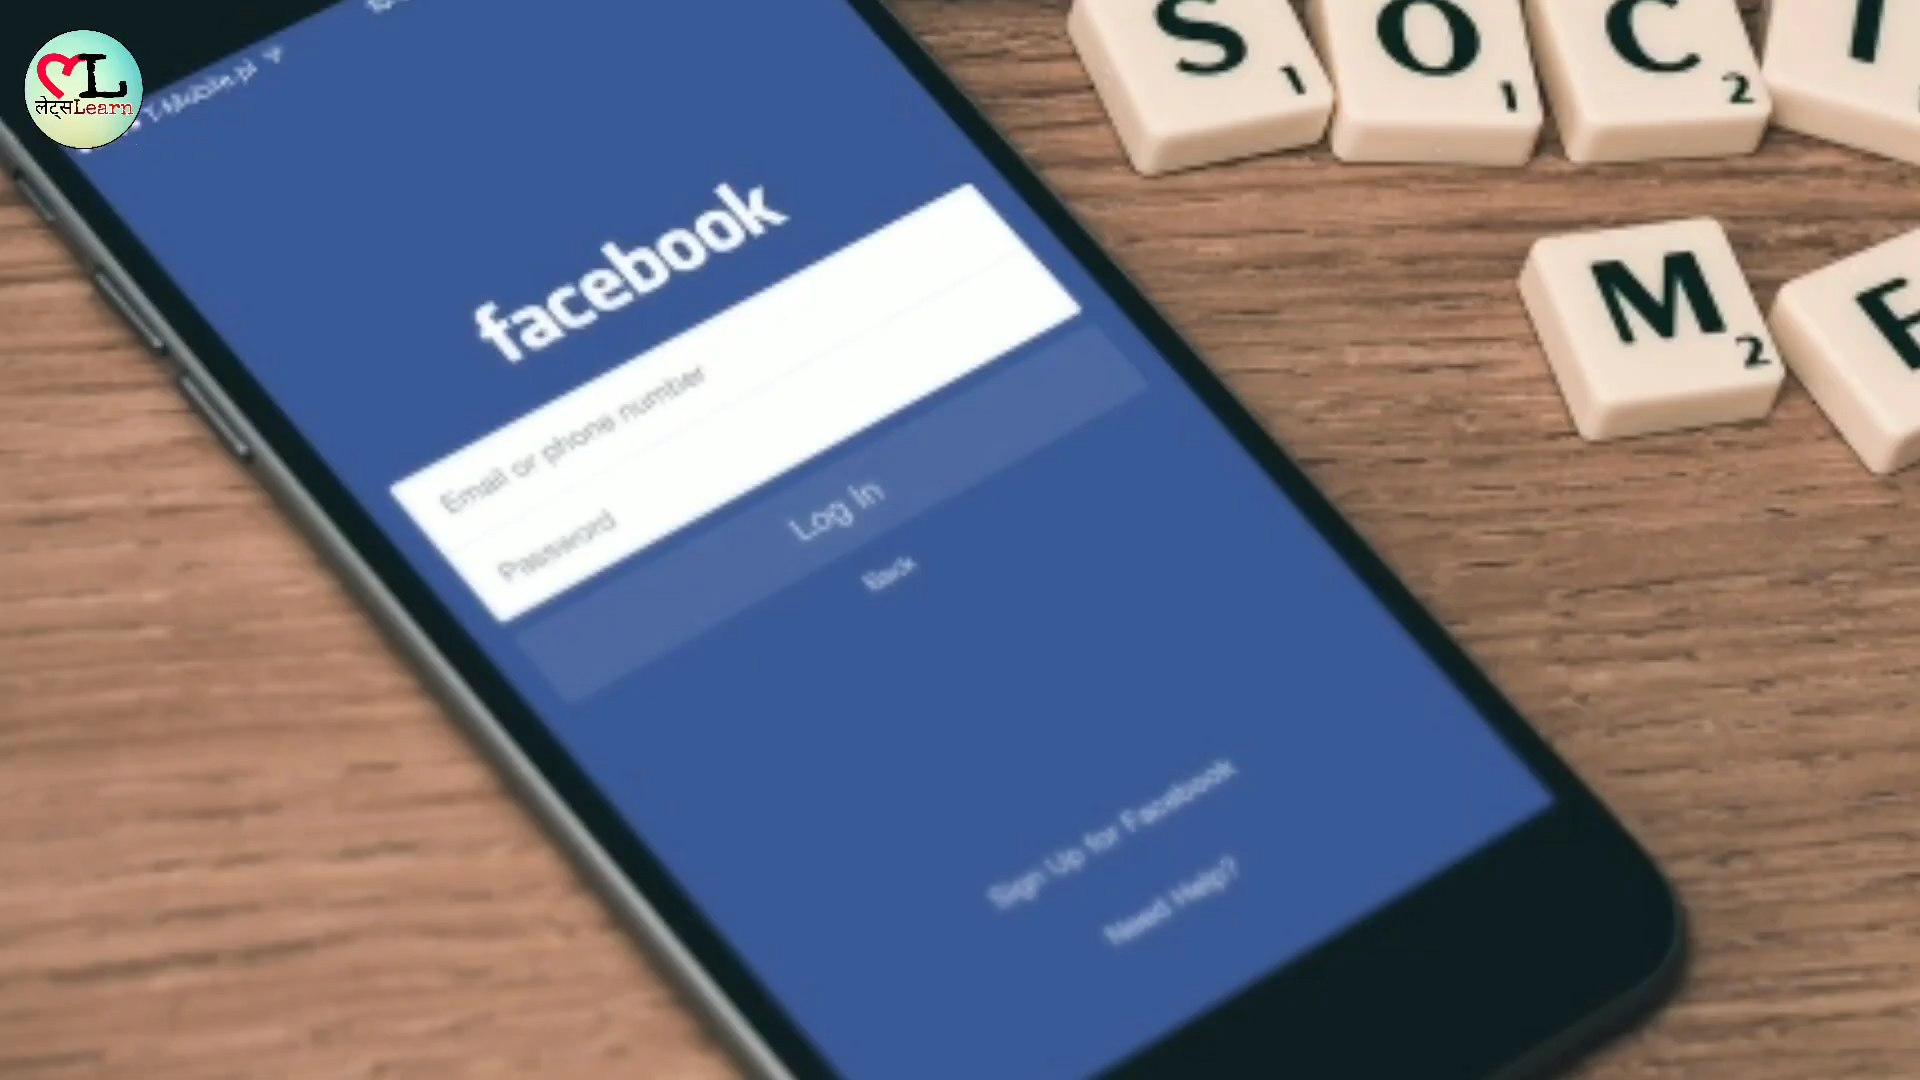 L
लेट्सLearn
T-Mobile.pl
facebook
Email or phone number
Password
Log In
Back
Sign Up for Facebook
Need Help?
S 1 O 1 C 2 I
M 2 E